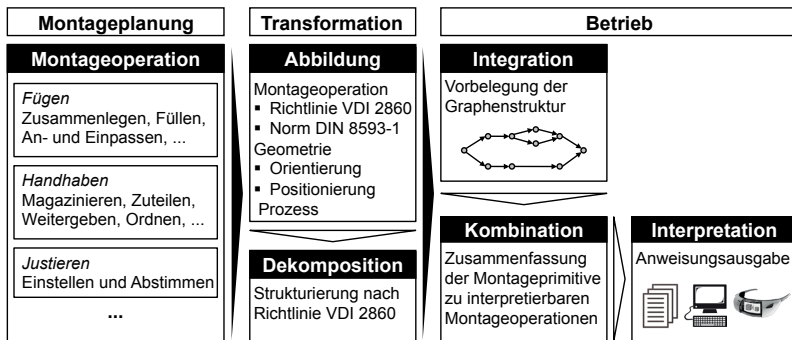 Montageplanung
Transformation
Betrieb
Montageoperation
Fügen
Zusammenlegen, Füllen,
An- und Einpassen, ...
Handhaben
Magazinieren, Zuteilen,
Weitergeben, Ordnen, ...
Justieren
Einstellen und Abstimmen
...
Abbildung
Montageoperation
▪ Richtlinie VDI 2860
▪ Norm DIN 8593-1
Geometrie
▪ Orientierung
▪ Positionierung
Prozess
Dekomposition
Strukturierung nach
Richtlinie VDI 2860
Integration
Vorbelegung der
Graphenstruktur
Kombination
Zusammenfassung
der Montageprimitive
zu interpretierbaren
Montageoperationen
Interpretation
Anweisungsausgabe